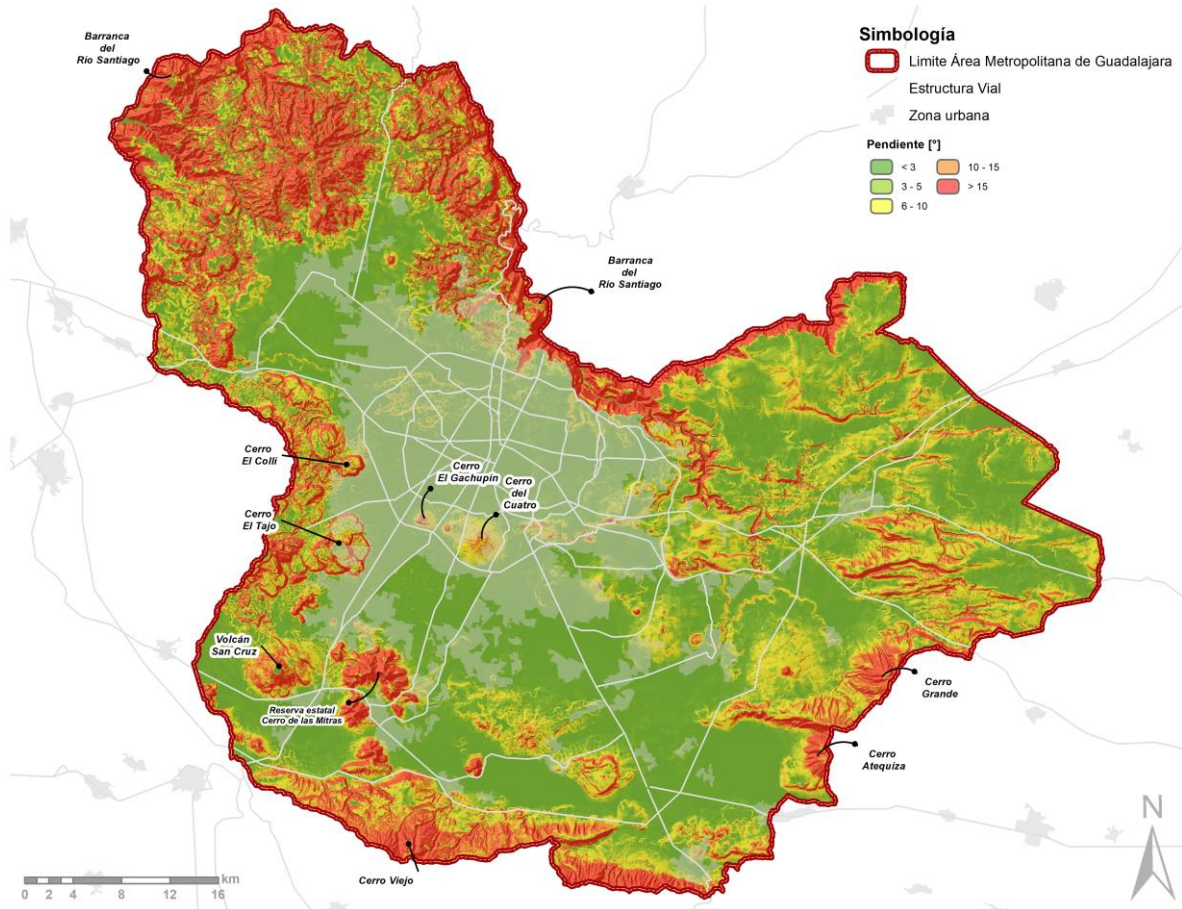 Simbología
Limite Área Metropolitana de Guadalajara
Estructura Vial
Zona urbana
Pendiente [°]
< 3
10 - 15
3 - 5
> 15
6 - 10
Barranca
del
Río Santiago
Barranca
del
Río Santiago
Cerro
El Colli
Cerro
El Gachupín
Cerro
del
Cuatro
Cerro
El Tajo
Volcán
San Cruz
Reserva estatal
Cerro de las Mitras
Cerro
Grande
Cerro
Atequiza
Cerro Viejo
N
km
0 2 4 8 12 16